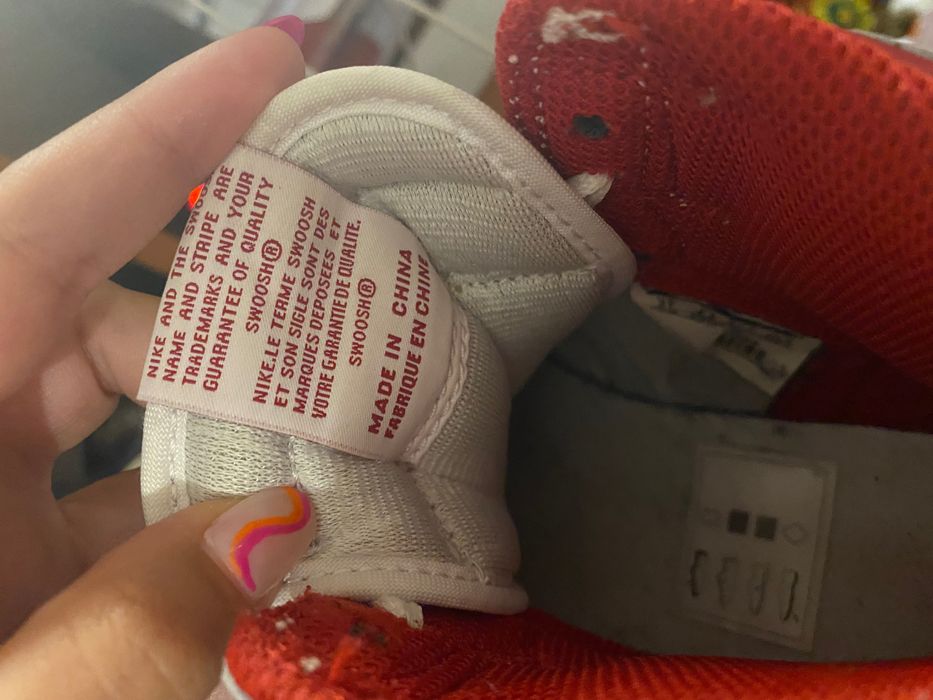 NIKE AND THE SWOOSH
NAME AND STRIPE ARE
TRADEMARKS AND YOUR
GUARANTEE OF QUALITY
SWOOSH®
NIKE:LE TERME SWOOSH
ET SON SIGLE SONT DES
MARQUES DEPOSEES ET
VOTRE GARANTIE DE QUALITE.
SWOOSH®
MADE IN CHINA
FABRIQUE EN CHINE